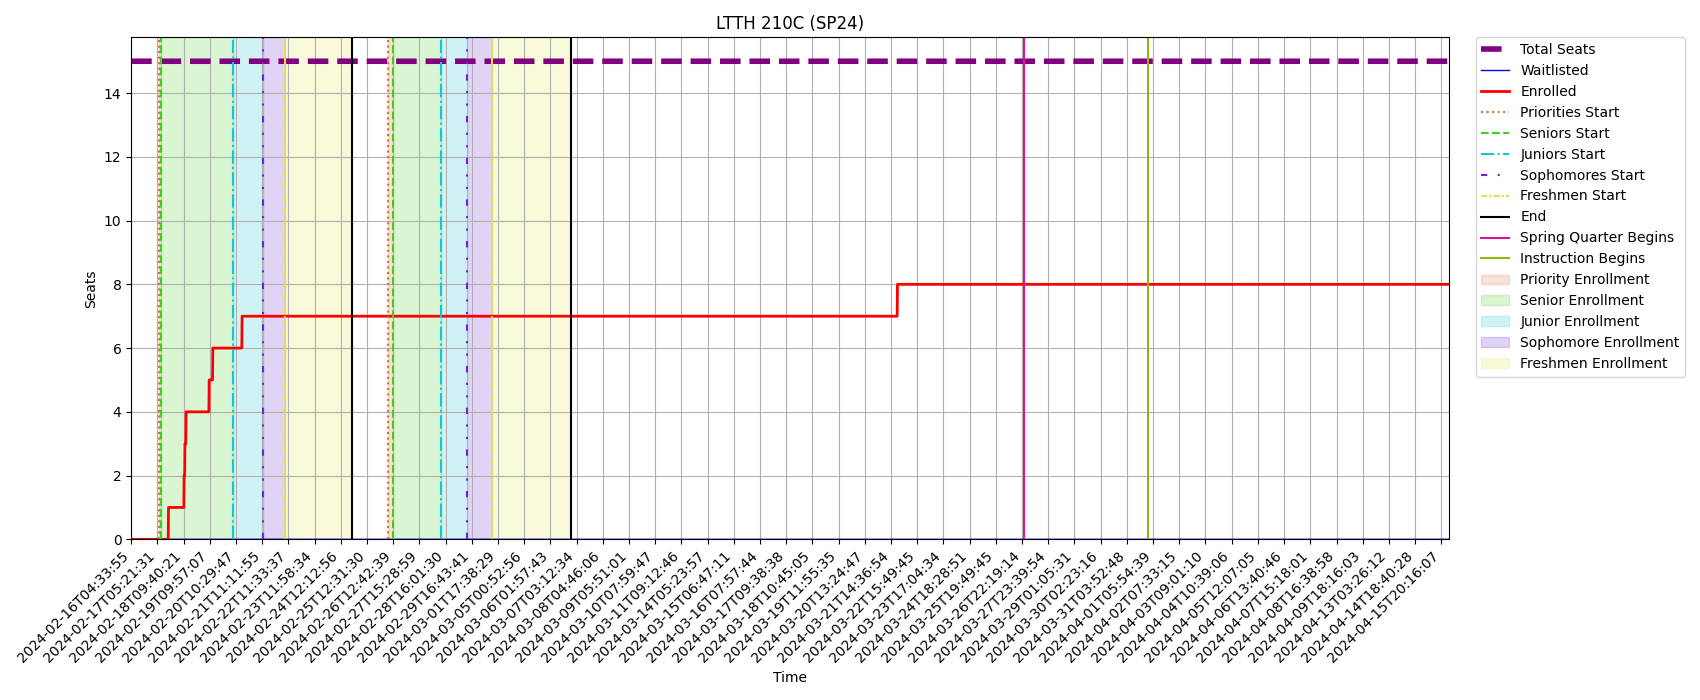 LTTH 210C (SP24)
Seats
14
12
10
8
6
4
2
0
2024-02-16T04:33:55
2024-02-17T05:21:31
2024-02-18T09:40:21
2024-02-19T09:57:07
2024-02-20T10:29:47
2024-02-21T11:11:55
2024-02-22T11:33:37
2024-02-23T11:58:34
2024-02-24T12:12:56
2024-02-25T12:31:30
2024-02-26T12:42:39
2024-02-27T15:28:59
2024-02-28T16:01:30
2024-02-29T16:43:41
2024-03-01T17:38:29
2024-03-05T00:52:56
2024-03-06T01:57:43
2024-03-07T03:12:34
2024-03-08T04:46:06
2024-03-09T05:51:01
2024-03-10T07:59:47
2024-03-11T09:12:46
2024-03-14T05:23:57
2024-03-15T06:47:11
2024-03-16T07:57:44
2024-03-17T09:38:38
2024-03-18T10:45:05
2024-03-19T11:55:35
2024-03-20T13:24:47
2024-03-21T14:36:54
2024-03-22T15:49:45
2024-03-23T17:04:34
2024-03-24T18:28:51
2024-03-25T19:49:45
2024-03-26T22:19:14
2024-03-27T23:39:54
2024-03-29T01:05:31
2024-03-30T02:23:16
2024-03-31T03:52:48
2024-04-01T05:54:39
2024-04-02T07:33:15
2024-04-03T09:01:10
2024-04-04T10:39:06
2024-04-05T12:07:05
2024-04-06T13:40:46
2024-04-07T15:18:01
2024-04-08T16:38:58
2024-04-09T18:16:03
2024-04-13T03:26:12
2024-04-14T18:40:28
2024-04-15T20:16:07
Time
Total Seats
Waitlisted
Enrolled
Priorities Start
Seniors Start
Juniors Start
Sophomores Start
Freshmen Start
End
Spring Quarter Begins
Instruction Begins
Priority Enrollment
Senior Enrollment
Junior Enrollment
Sophomore Enrollment
Freshmen Enrollment